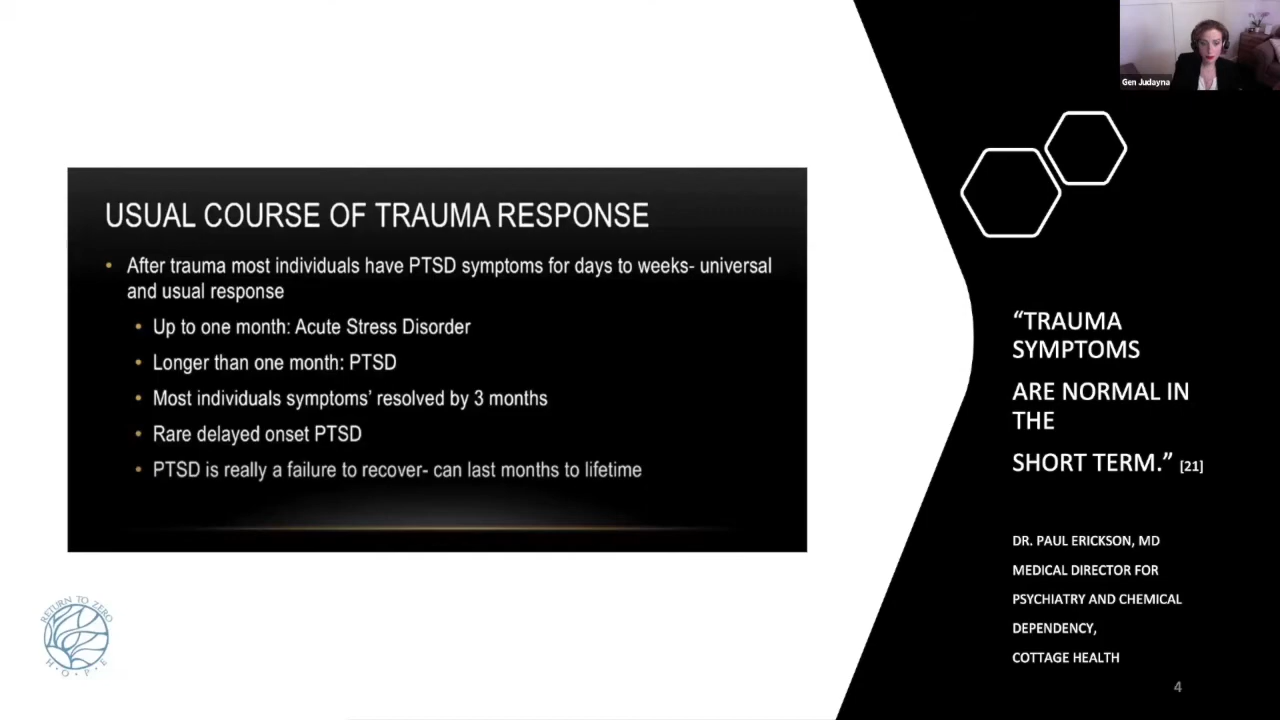 Gen Judayna
USUAL COURSE OF TRAUMA RESPONSE
• After trauma most individuals have PTSD symptoms for days to weeks- universal
and usual response
• Up to one month: Acute Stress Disorder
• Longer than one month: PTSD
• Most individuals symptoms’ resolved by 3 months
• Rare delayed onset PTSD
• PTSD is really a failure to recover- can last months to lifetime
“TRAUMA
SYMPTOMS
ARE NORMAL IN
THE
SHORT TERM.” [21]
DR. PAUL ERICKSON, MD
MEDICAL DIRECTOR FOR
PSYCHIATRY AND CHEMICAL
DEPENDENCY,
COTTAGE HEALTH
RETURN TO ZERO
H·O·P·E
4